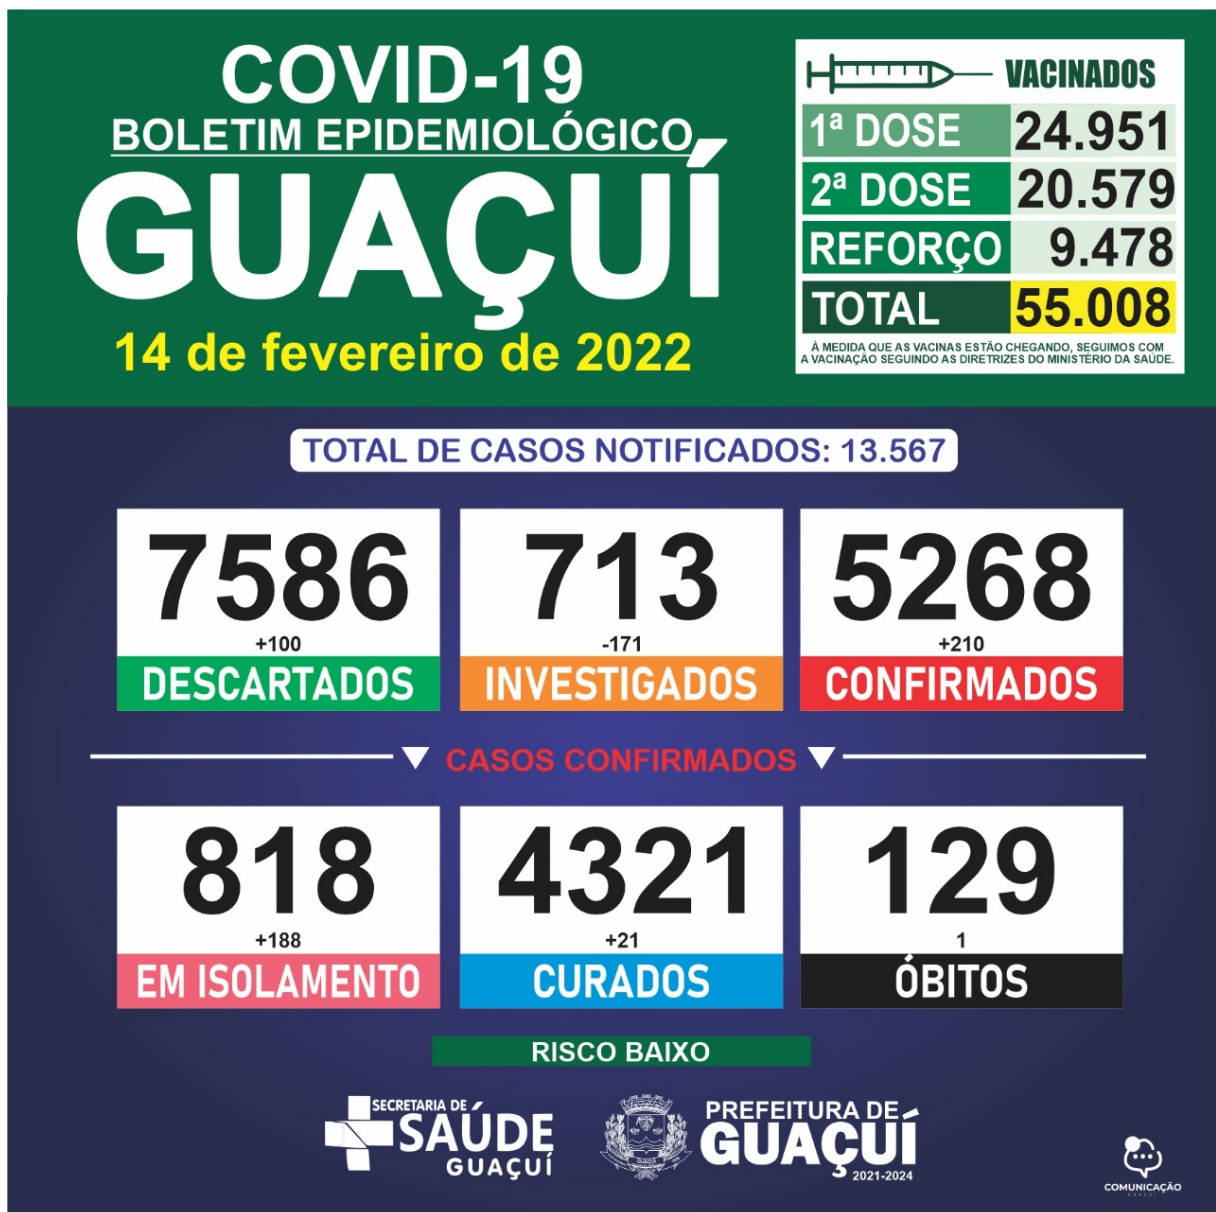 COVID-19
BOLETIM EPIDEMIOLÓGICO
GUAÇUÍ
14 de fevereiro de 2022
VACINADOS
1ª DOSE 24.951
2ª DOSE 20.579
REFORÇO 9.478
TOTAL 55.008
À MEDIDA QUE AS VACINAS ESTÃO CHEGANDO, SEGUIMOS COM
A VACINAÇÃO SEGUINDO AS DIRETRIZES DO MINISTÉRIO DA SAÚDE.
TOTAL DE CASOS NOTIFICADOS: 13.567
7586
+100
DESCARTADOS
713
-171
INVESTIGADOS
5268
+210
CONFIRMADOS
CASOS CONFIRMADOS
818
+188
EM ISOLAMENTO
4321
+21
CURADOS
129
1
ÓBITOS
RISCO BAIXO
SECRETARIA DE
SAÚDE
GUAÇUÍ
PREFEITURA DE
GUAÇUÍ
2021-2024
COMUNICAÇÃO